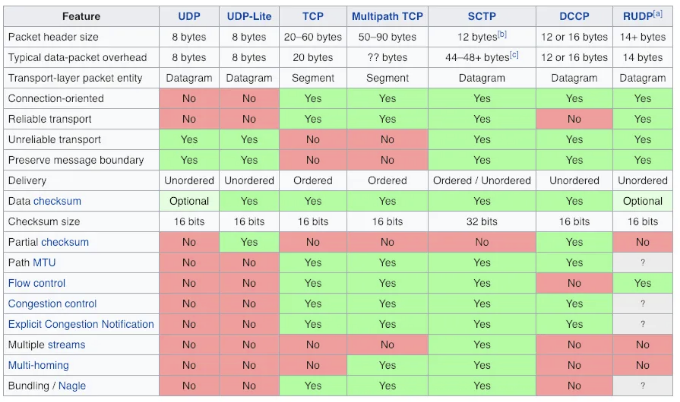 Feature UDP UDP-Lite TCP Multipath TCP SCTP DCCP RUDP[a]
Packet header size 8 bytes 8 bytes 20–60 bytes 50–90 bytes 12 bytes[b] 12 or 16 bytes 14+ bytes
Typical data-packet overhead 8 bytes 8 bytes 20 bytes ?? bytes 44–48+ bytes[c] 12 or 16 bytes 14 bytes
Transport-layer packet entity Datagram Datagram Segment Segment Datagram Datagram Datagram
Connection-oriented No No Yes Yes Yes Yes Yes
Reliable transport No No Yes Yes Yes No Yes
Unreliable transport Yes Yes No No Yes Yes Yes
Preserve message boundary Yes Yes No No Yes Yes Yes
Delivery Unordered Unordered Ordered Ordered Ordered / Unordered Unordered Unordered
Data checksum Optional Yes Yes Yes Yes Yes Optional
Checksum size 16 bits 16 bits 16 bits 16 bits 32 bits 16 bits 16 bits
Partial checksum No Yes No No No Yes No
Path MTU No No Yes Yes Yes Yes ?
Flow control No No Yes Yes Yes No Yes
Congestion control No No Yes Yes Yes Yes ?
Explicit Congestion Notification No No Yes Yes Yes Yes ?
Multiple streams No No No No Yes No No
Multi-homing No No No Yes Yes No No
Bundling / Nagle No No Yes Yes Yes No ?